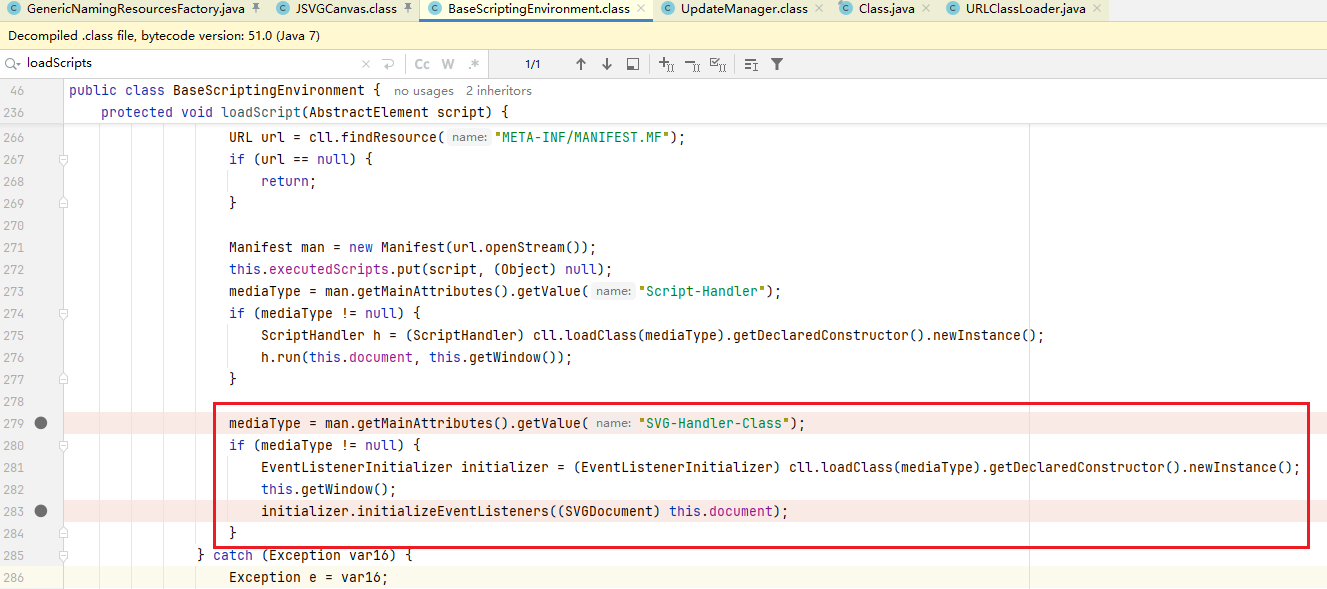 GenericNamingResourcesFactory.java JSVGCanvas.class BaseScriptingEnvironment.class UpdateManager.class Class.java URLClassLoader.java
Decompiled .class file, bytecode version: 51.0 (Java 7)
loadScripts Cc W .* 1/1
46 public class BaseScriptingEnvironment { no usages 2 inheritors
236 protected void loadScript(AbstractElement script) {
266 URL url = cll.findResource( name: "META-INF/MANIFEST.MF");
267 if (url == null) {
268 return;
269 }
270
271 Manifest man = new Manifest(url.openStream());
272 this.executedScripts.put(script, (Object) null);
273 mediaType = man.getMainAttributes().getValue( name: "Script-Handler");
274 if (mediaType != null) {
275 ScriptHandler h = (ScriptHandler) cll.loadClass(mediaType).getDeclaredConstructor().newInstance();
276 h.run(this.document, this.getWindow());
277 }
278
279 mediaType = man.getMainAttributes().getValue( name: "SVG-Handler-Class");
280 if (mediaType != null) {
281 EventListenerInitializer initializer = (EventListenerInitializer) cll.loadClass(mediaType).getDeclaredConstructor().newInstance();
282 this.getWindow();
283 initializer.initializeEventListeners((SVGDocument) this.document);
284 }
285 } catch (Exception var16) {
286 Exception e = var16;